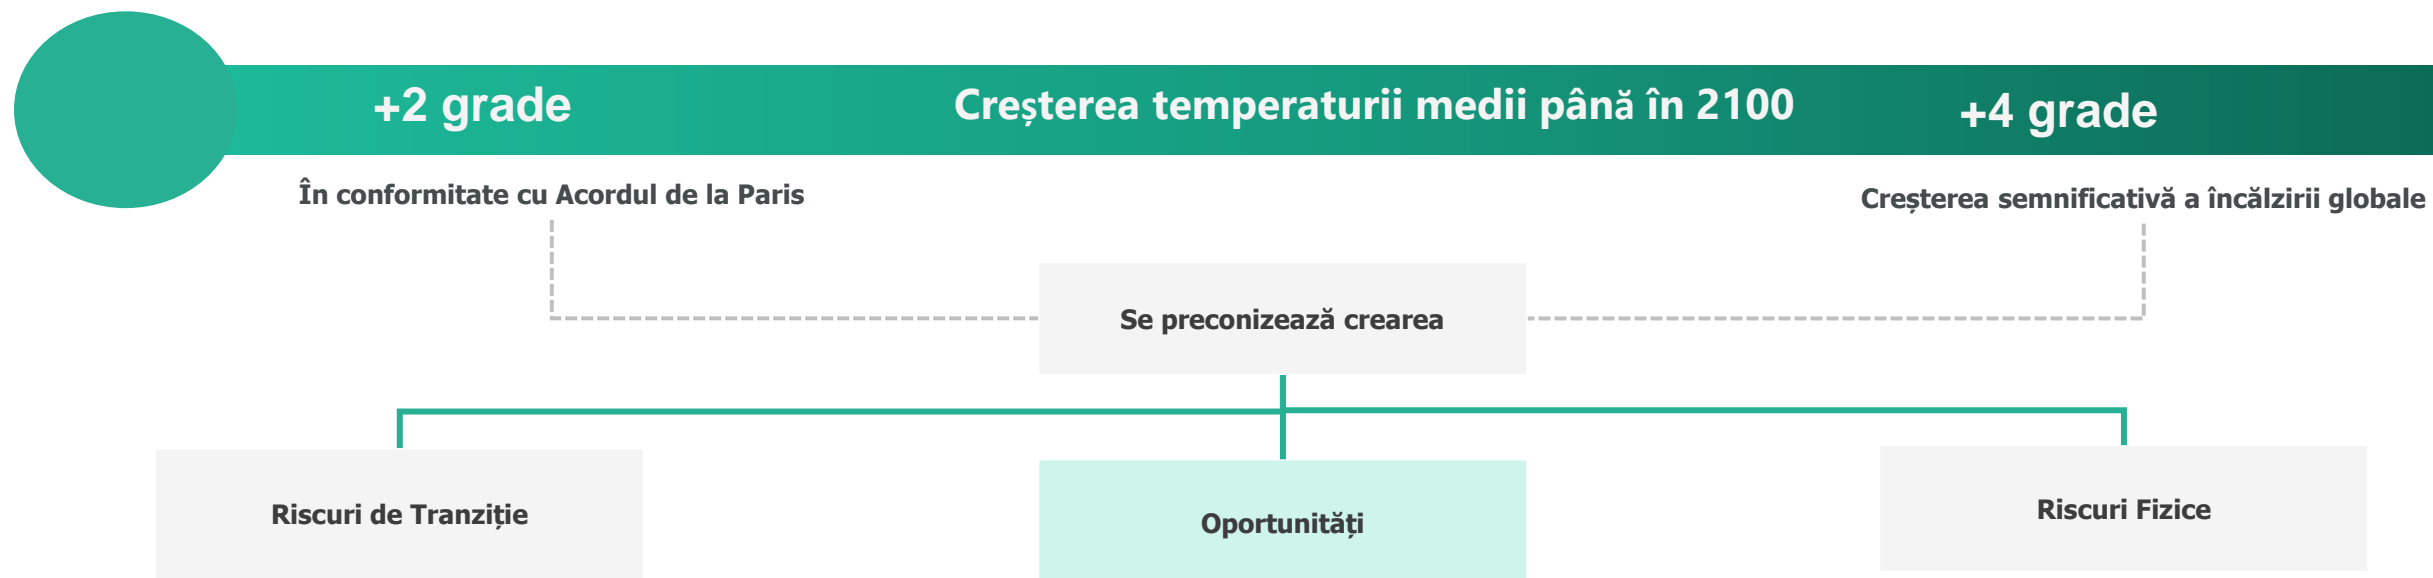 +2 grade
Creșterea temperaturii medii până în 2100
+4 grade
În conformitate cu Acordul de la Paris
Creșterea semnificativă a încălzirii globale
Se preconizează crearea
Riscuri de Tranziție
Oportunități
Riscuri Fizice